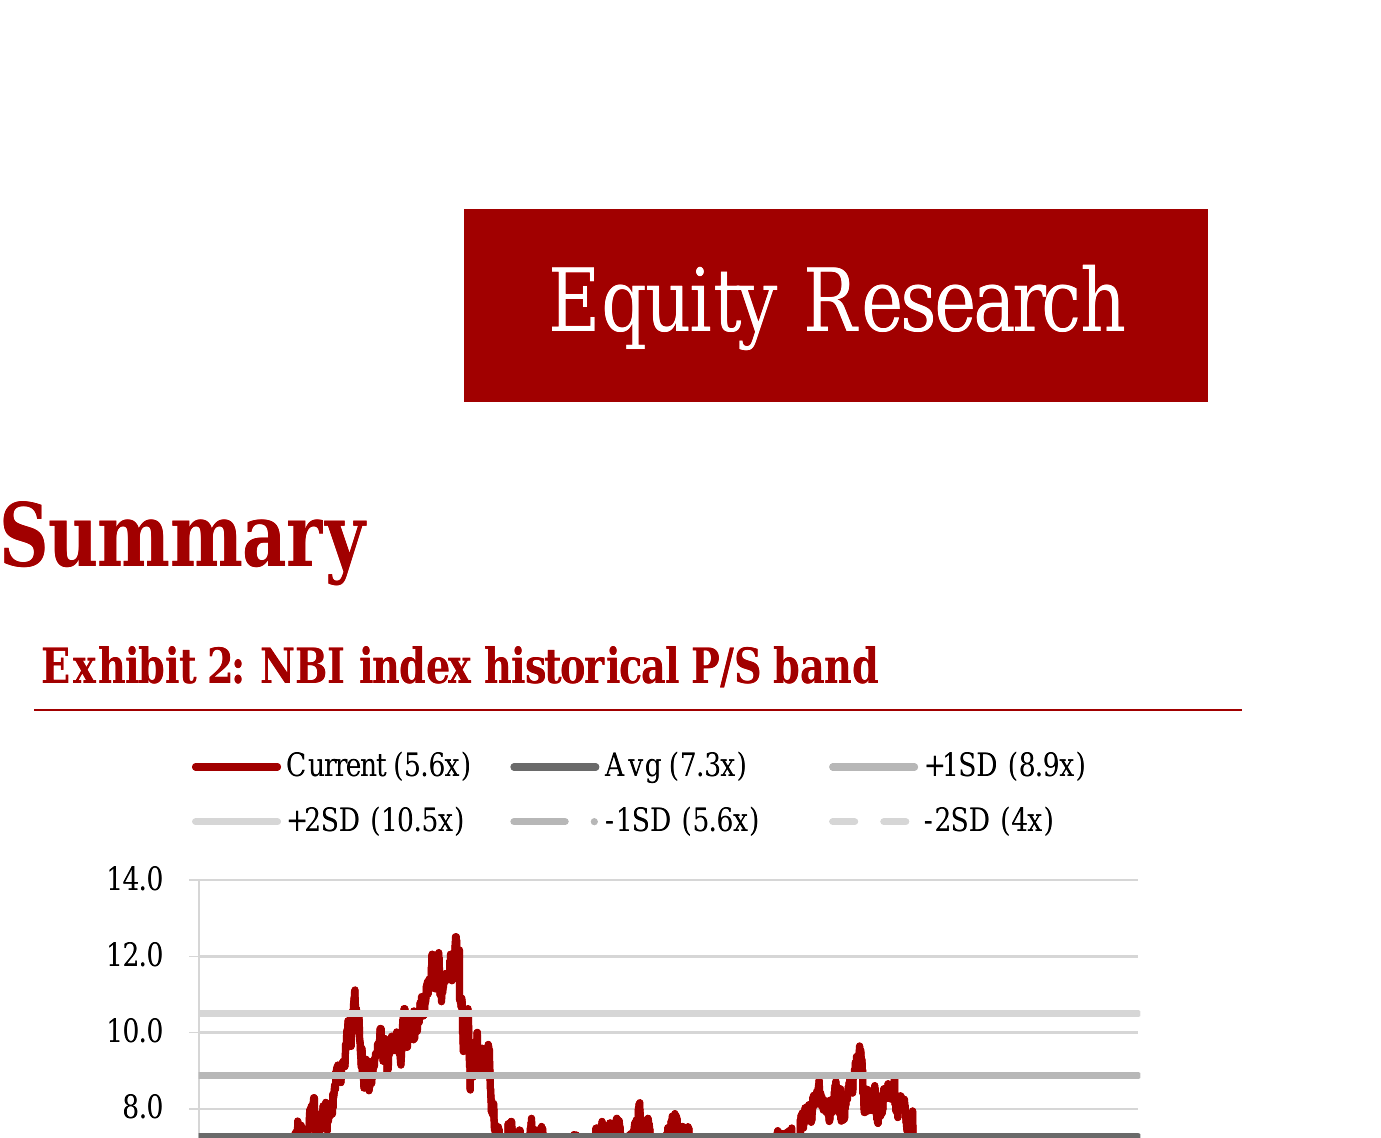 Equity Research
Summary
Exhibit 2: NBI index historical P/S band
Current (5.6x) Avg (7.3x) +1SD (8.9x)
+2SD (10.5x) -1SD (5.6x) -2SD (4x)
14.0
12.0
10.0
8.0